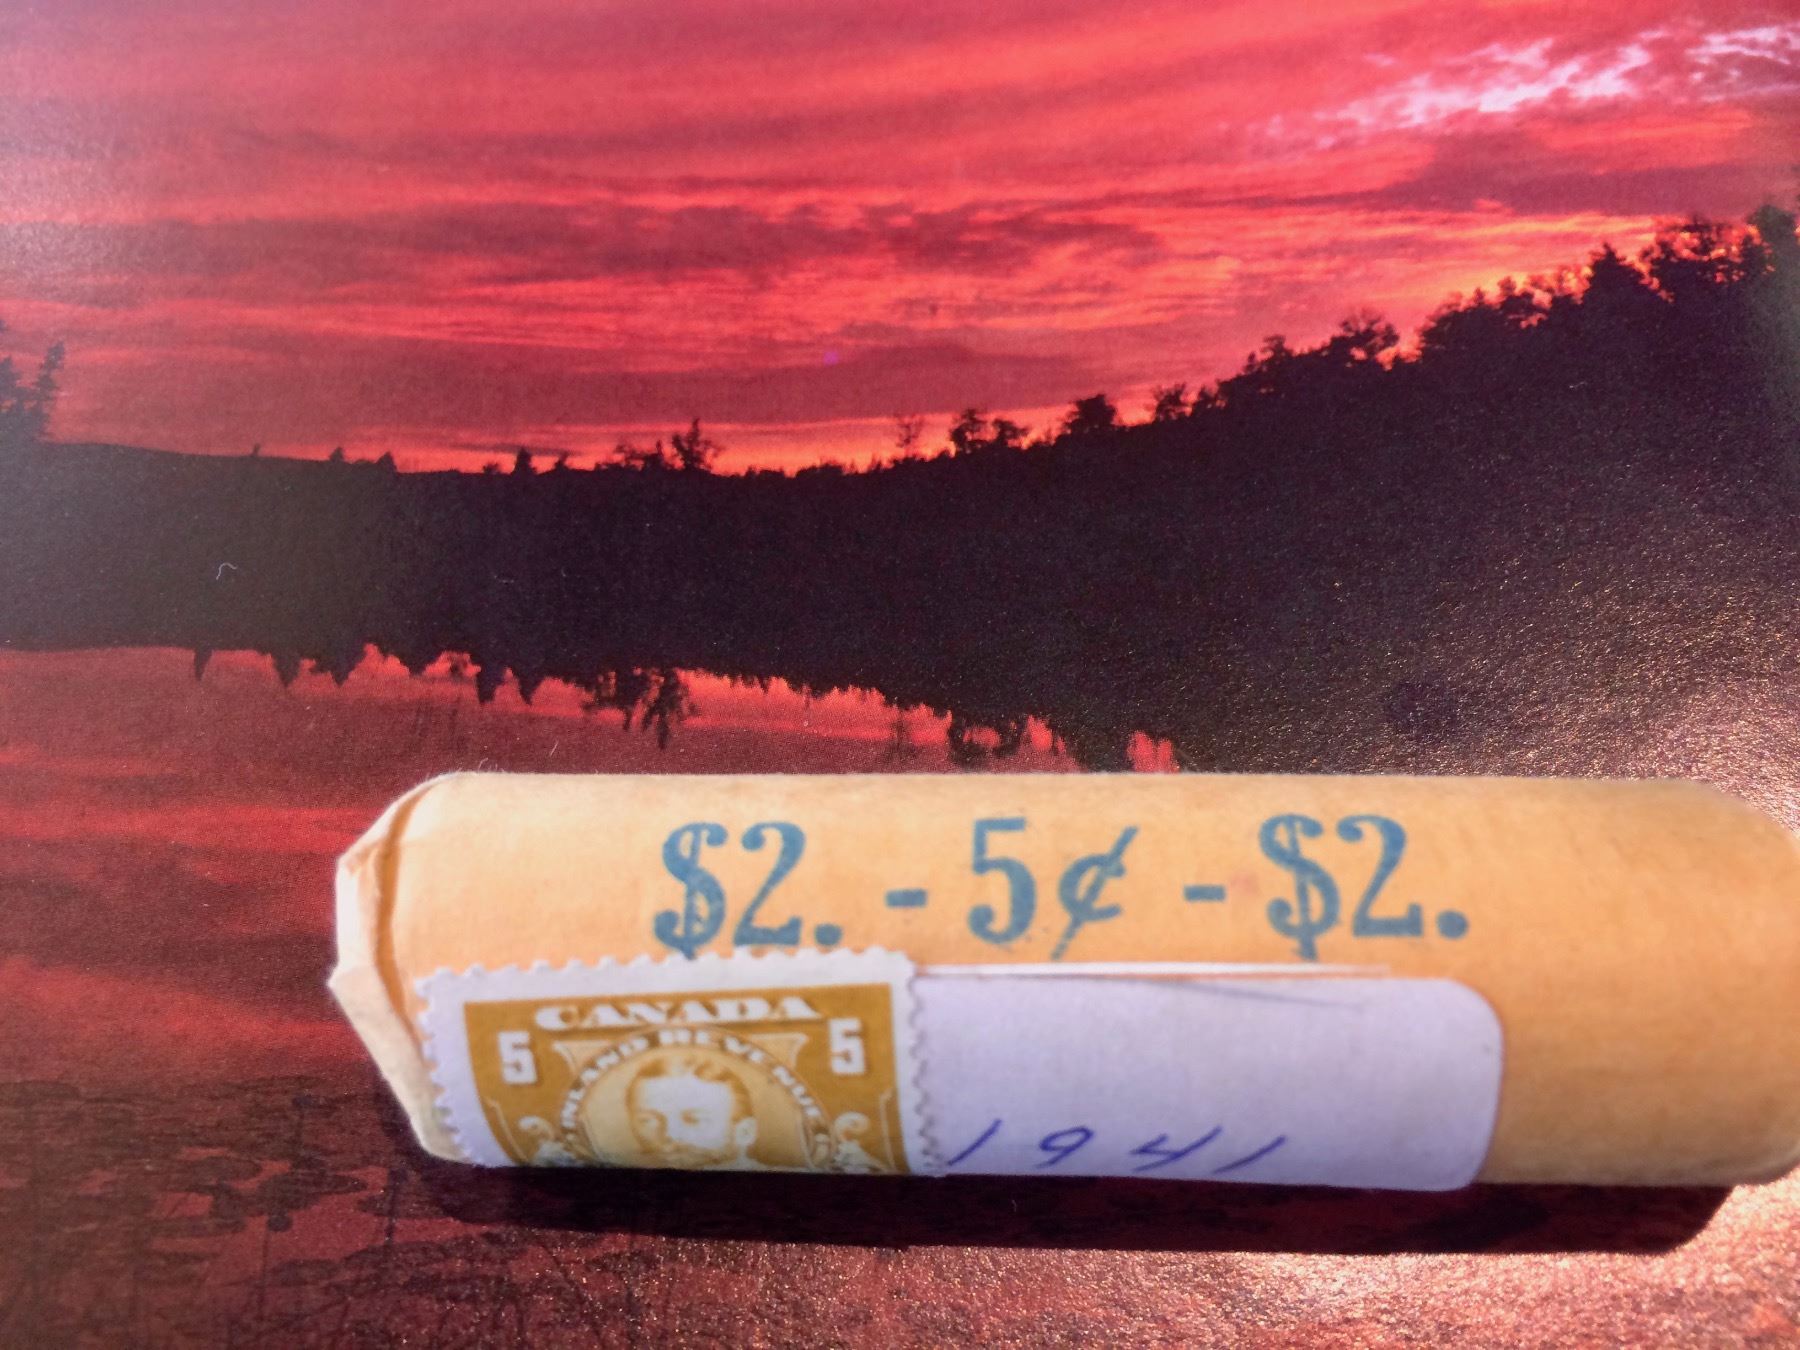 $2. - 5¢ - $2.
CANADA
5 5
INLAND REVENUE
1941